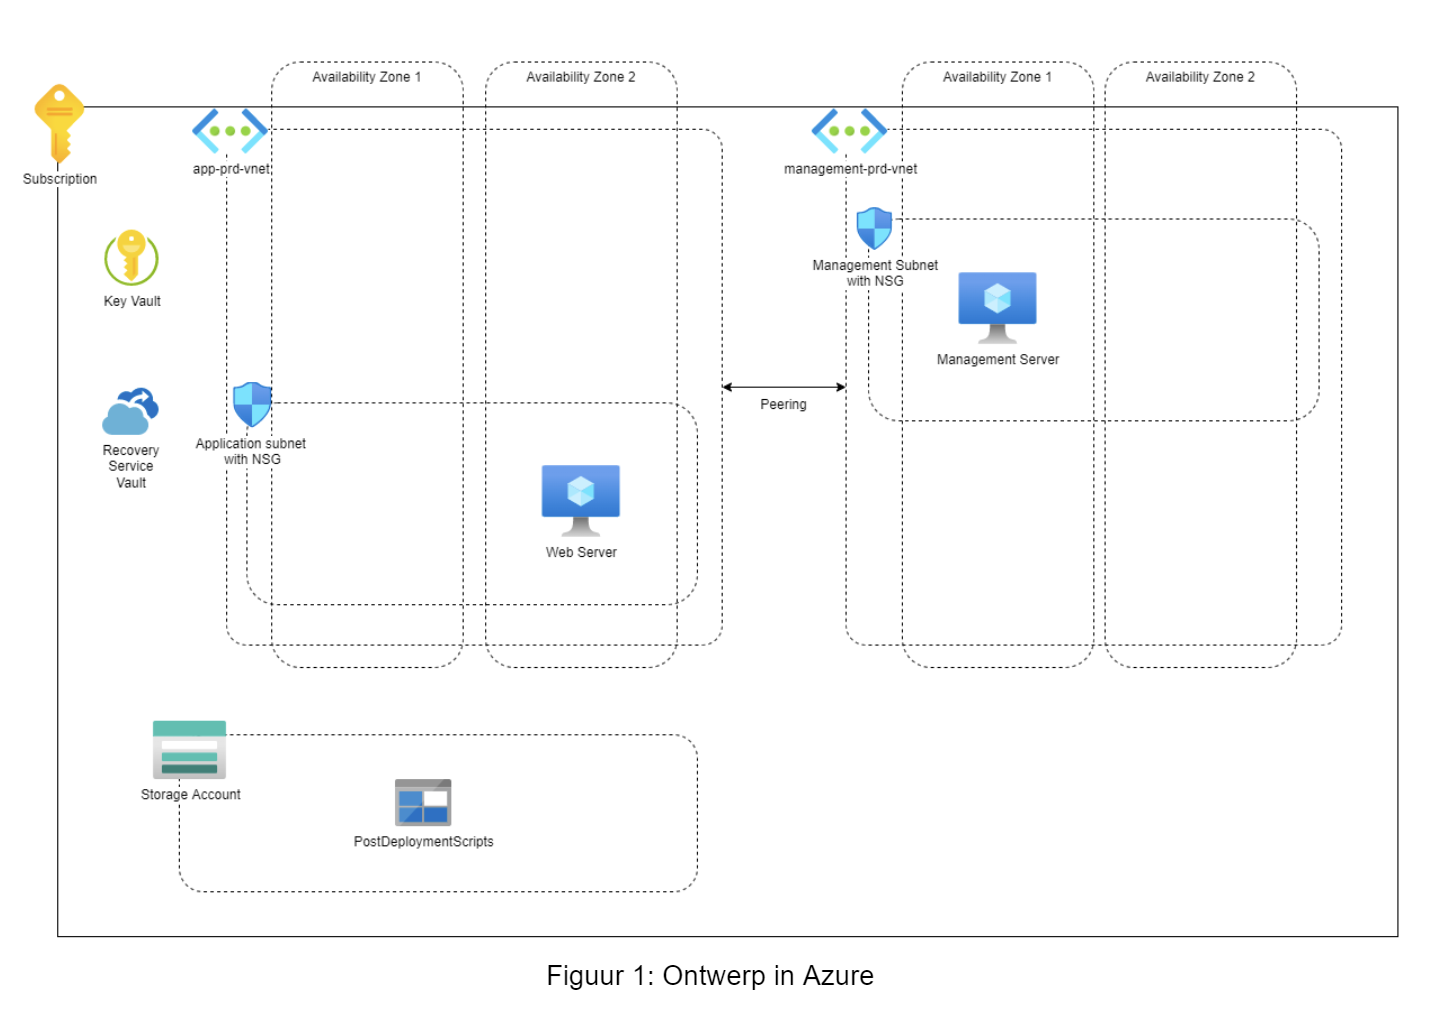 Availability Zone 1
Availability Zone 2
Availability Zone 1
Availability Zone 2
Subscription
app-prd-vnet
management-prd-vnet
Key Vault
Management Subnet
with NSG
Management Server
Peering
Recovery
Service
Vault
Application subnet
with NSG
Web Server
Storage Account
PostDeploymentScripts
Figuur 1: Ontwerp in Azure